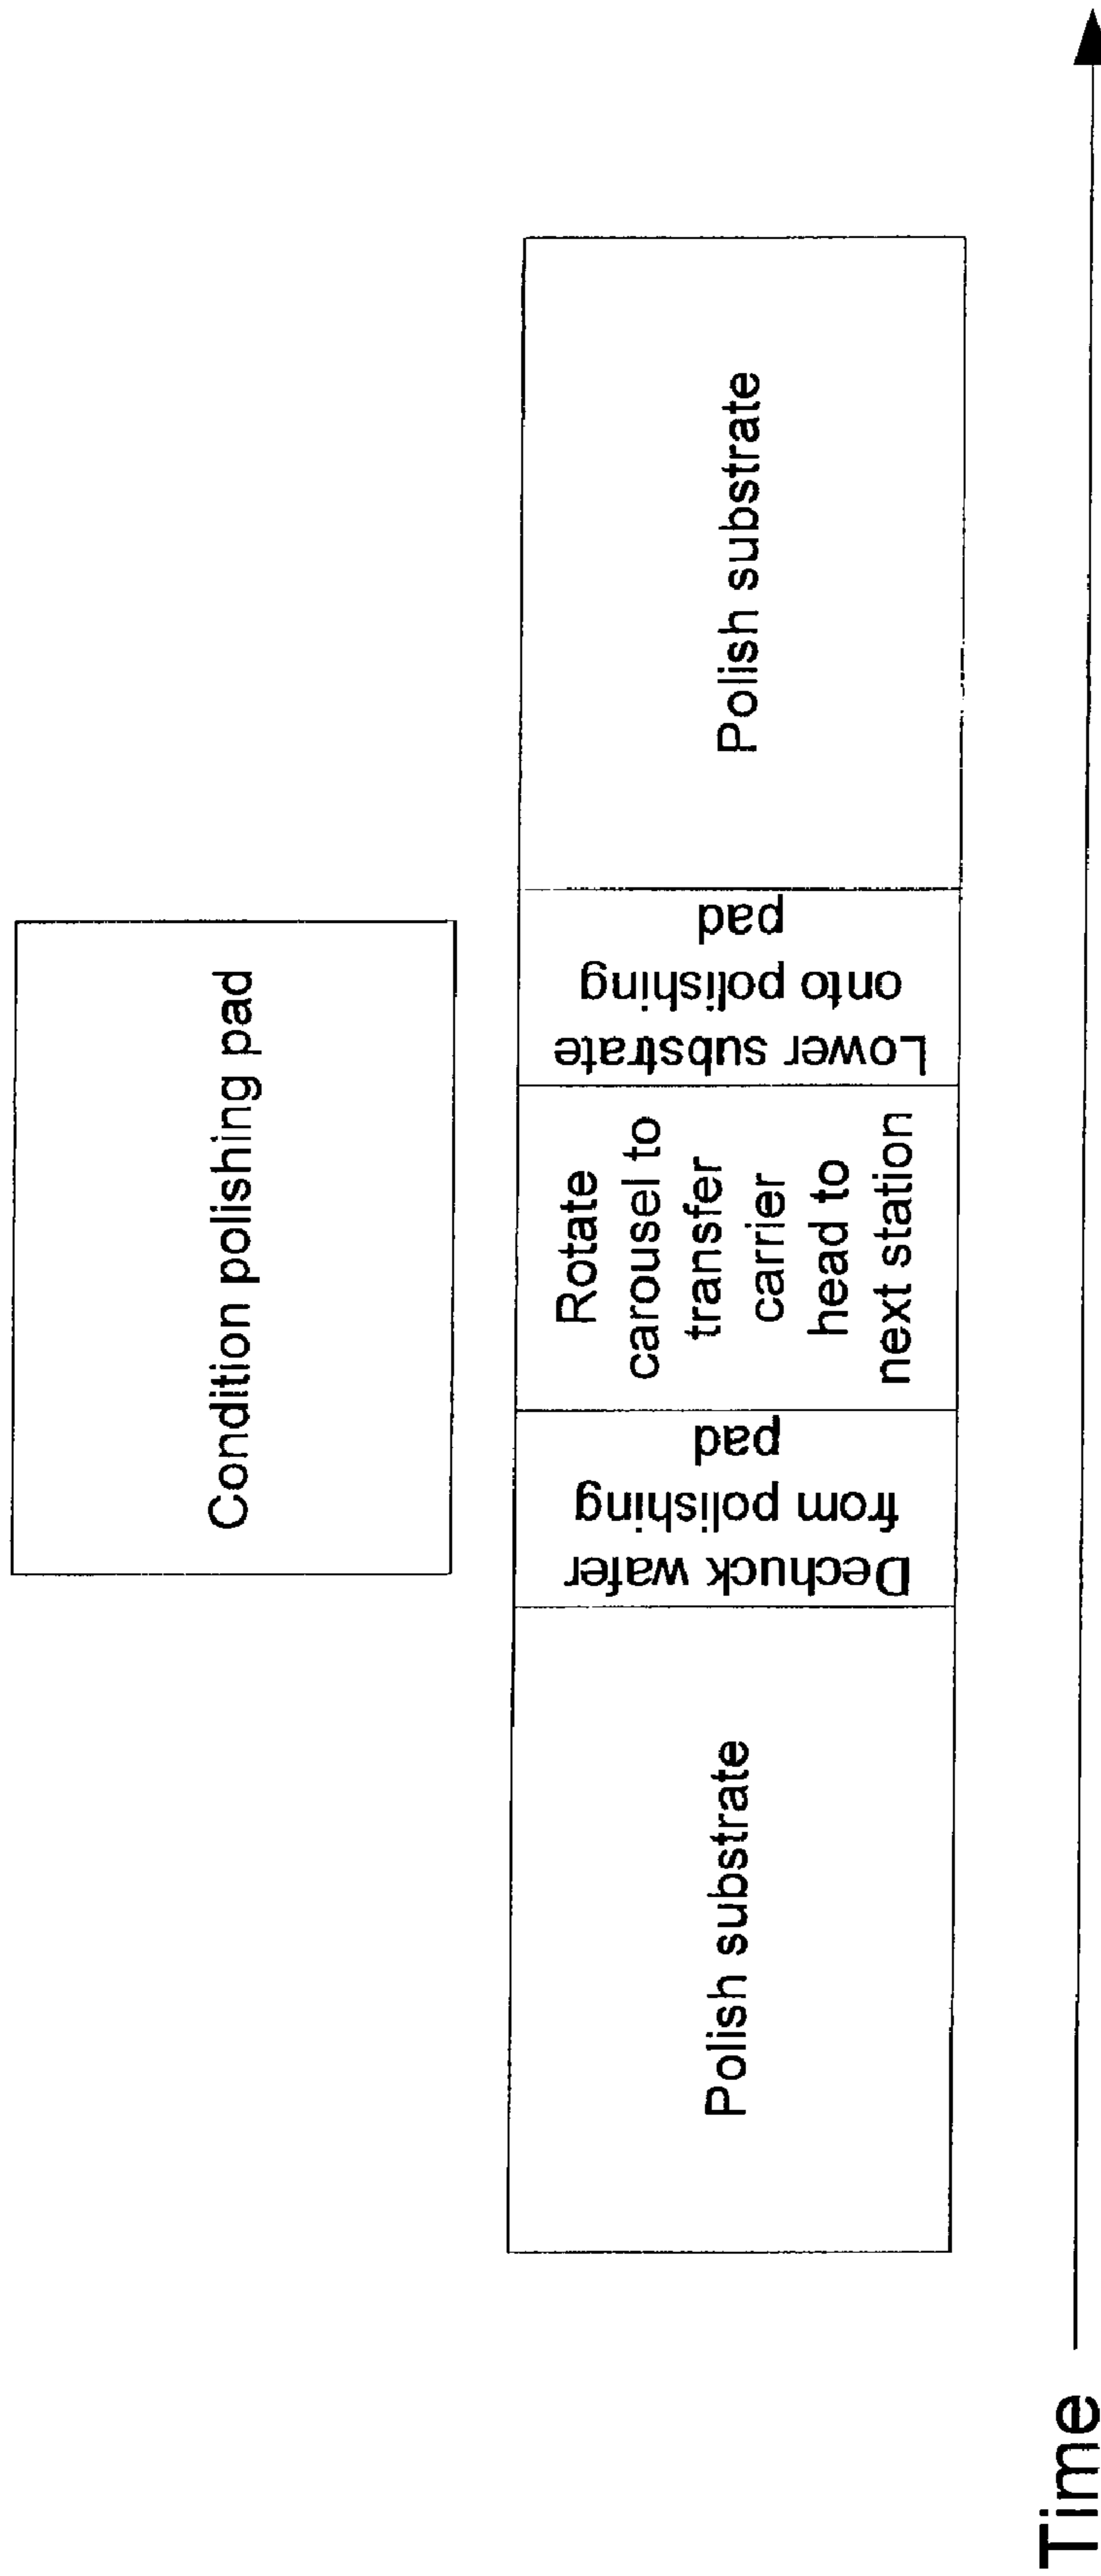 Condition polishing pad
Polish substrate
Dechuck wafer
from polishing
pad
Rotate
carousel to
transfer
carrier
head to
next station
Lower substrate
onto polishing
pad
Polish substrate
Time